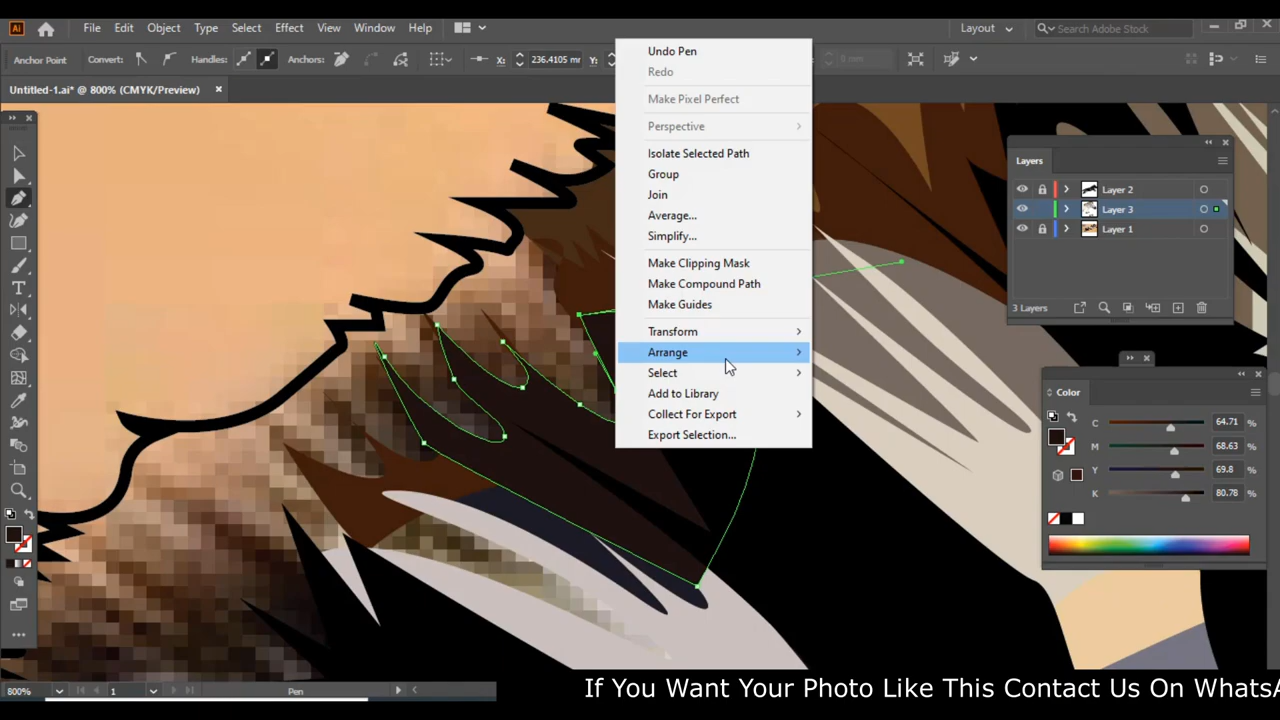 Ai File Edit Object Type Select Effect View Window Help Layout Search Adobe Stock
Anchor Point Convert: Handles: Anchors: X: 236.4105 mr Y: 0 mm
Untitled-1.ai* @ 800% (CMYK/Preview)
Undo Pen
Redo
Make Pixel Perfect
Perspective
Isolate Selected Path
Group
Join
Average...
Simplify...
Make Clipping Mask
Make Compound Path
Make Guides
Transform
Arrange
Select
Add to Library
Collect For Export
Export Selection...
Layers
Layer 2
Layer 3
Layer 1
3 Layers
Color
C 64.71 %
M 68.63 %
Y 69.8 %
K 80.78 %
800% 1 Pen
If You Want Your Photo Like This Contact Us On WhatsA